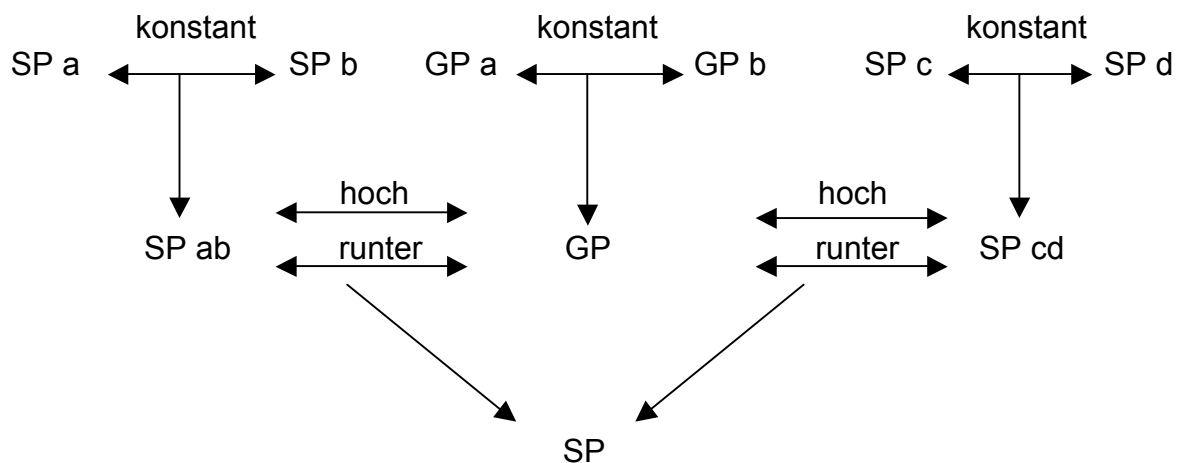 konstant konstant konstant
SP a SP b GP a GP b SP c SP d
hoch hoch
SP ab runter GP runter SP cd
SP